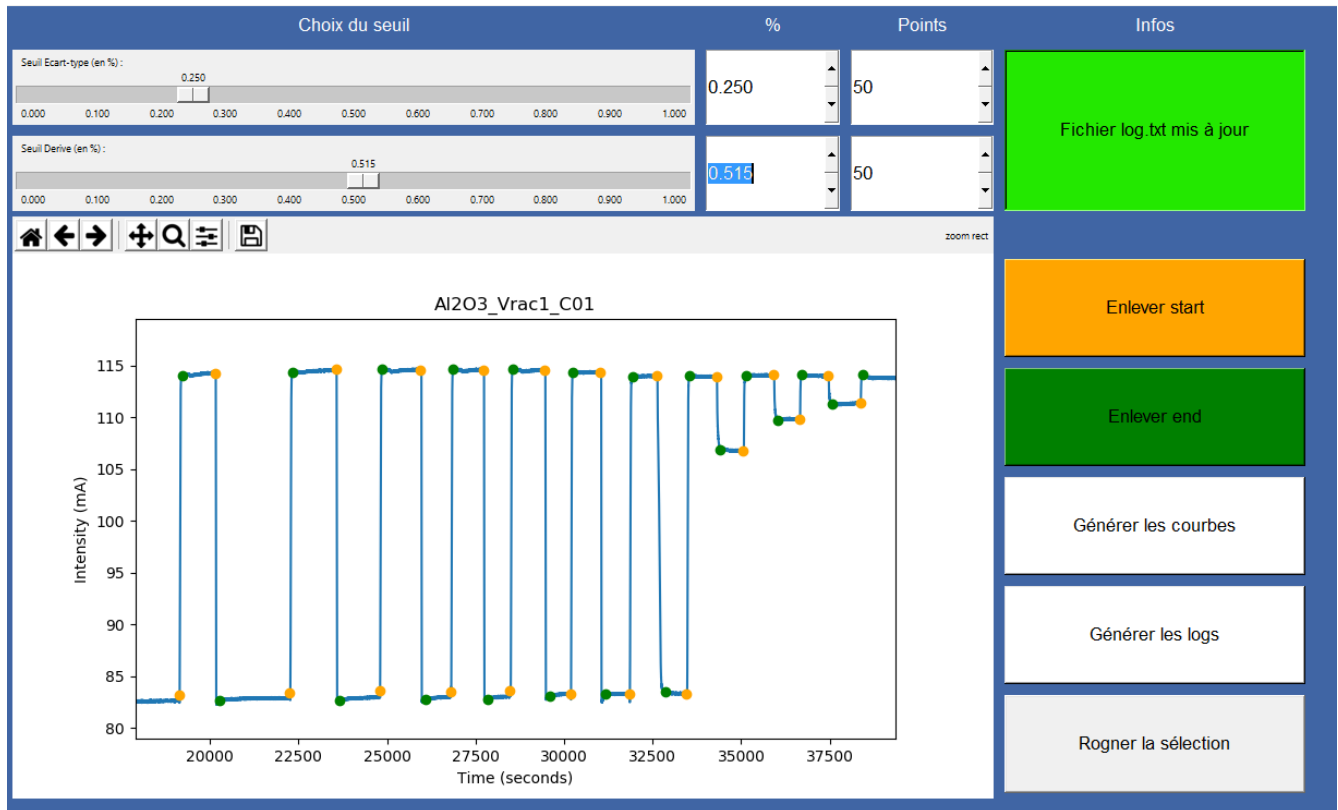 Choix du seuil % Points Infos
Seuil Ecart-type (en %) :
0.250
0.000 0.100 0.200 0.300 0.400 0.500 0.600 0.700 0.800 0.900 1.000
0.250 50
Fichier log.txt mis à jour
Seuil Derive (en %) :
0.515
0.000 0.100 0.200 0.300 0.400 0.500 0.600 0.700 0.800 0.900 1.000
0.515 50
zoom rect
Al2O3_Vrac1_C01
115
110
105
100
95
90
85
80
Intensity (mA)
20000 22500 25000 27500 30000 32500 35000 37500
Time (seconds)
Enlever start
Enlever end
Générer les courbes
Générer les logs
Rogner la sélection